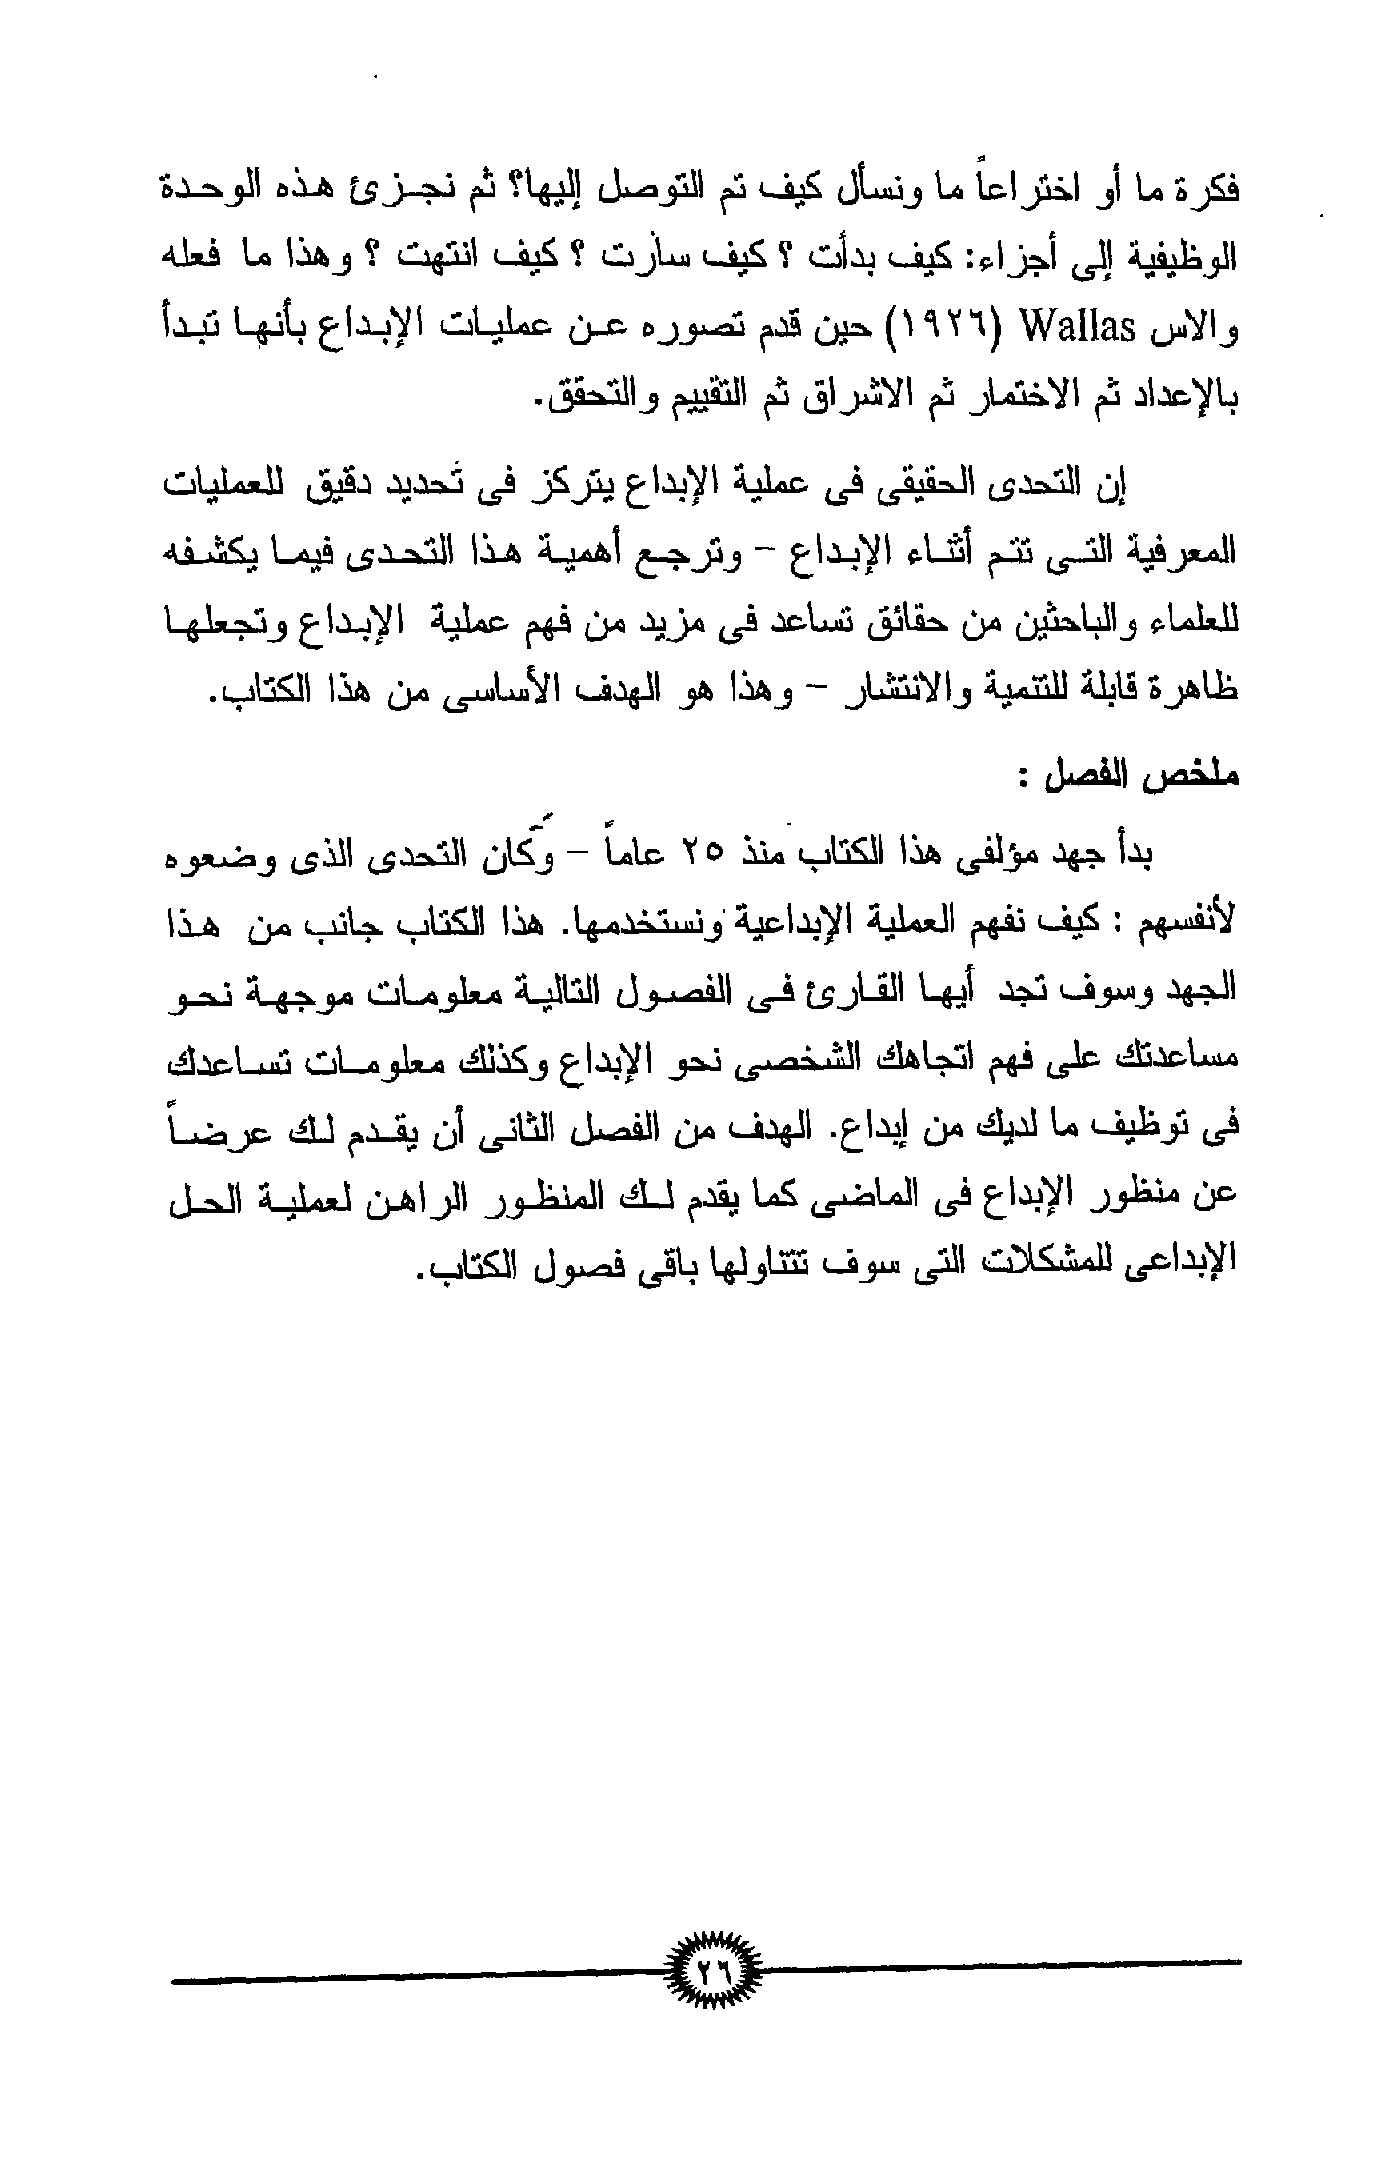 فكرة ما أو اختراعاً ما ونسأل كيف تم التوصل إليها؟ ثم نجزئ هذه الوحدة
الوظيفية إلى أجزاء: كيف بدأت ؟ كيف سارت ؟ كيف انتهت ؟ وهذا ما فعله
والاس Wallas (١٩٢٦) حين قدم تصوره عن عمليات الإبداع بأنها تبدأ
بالإعداد ثم الاختمار ثم الاشراق ثم التقييم والتحقق.
إن التحدى الحقيقى فى عملية الإبداع يتركز فى تحديد دقيق للعمليات
المعرفية التى تتم أثناء الإبداع – وترجع أهمية هذا التحدى فيما يكشفه
للعلماء والباحثين من حقائق تساعد فى مزيد من فهم عملية الإبداع وتجعلها
ظاهرة قابلة للتنمية والانتشار – وهذا هو الهدف الأساسى من هذا الكتاب.
ملخص الفصل :
بدأ جهد مؤلفى هذا الكتاب منذ ٢٥ عاماً – وكان التحدى الذى وضعوه
لأنفسهم : كيف نفهم العملية الإبداعية ونستخدمها. هذا الكتاب جانب من هذا
الجهد وسوف تجد أيها القارئ فى الفصول التالية معلومات موجهة نحو
مساعدتك على فهم اتجاهك الشخصى نحو الإبداع وكذلك معلومات تساعدك
فى توظيف ما لديك من إبداع. الهدف من الفصل الثانى أن يقدم لك عرضاً
عن منظور الإبداع فى الماضى كما يقدم لك المنظور الراهن لعملية الحل
الإبداعى للمشكلات التى سوف تتناولها باقى فصول الكتاب.
٢٦